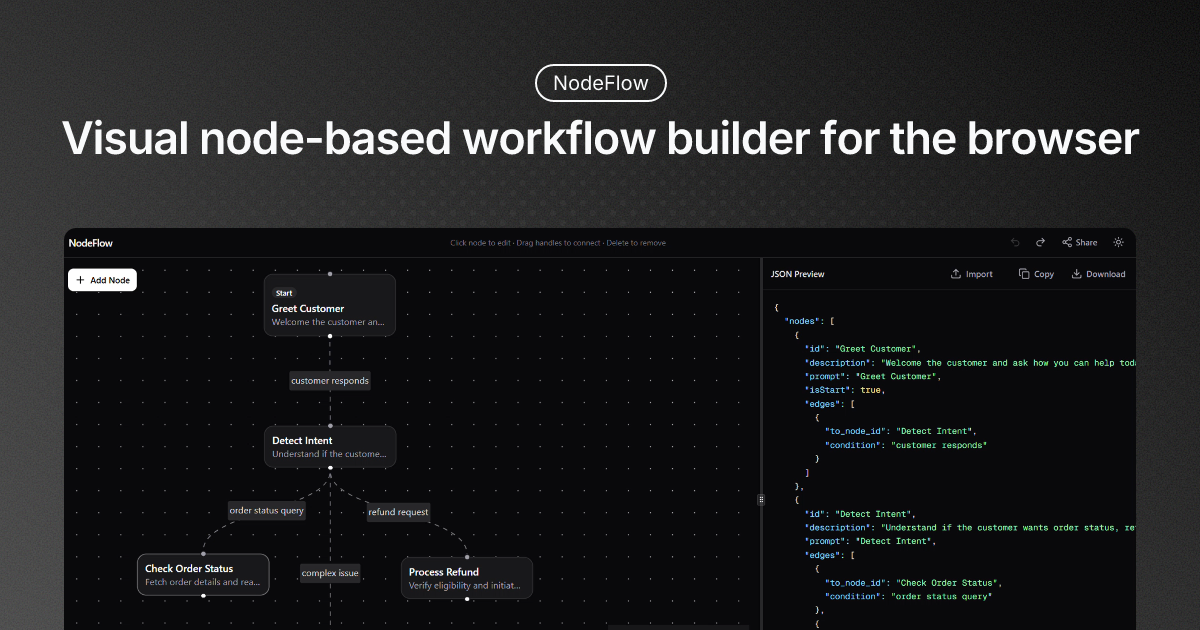 NodeFlow
Visual node-based workflow builder for the browser
NodeFlow
Click node to edit · Drag handles to connect · Delete to remove
Share
Add Node
Start
Greet Customer
Welcome the customer an...
customer responds
Detect Intent
Understand if the custome...
order status query
refund request
Check Order Status
Fetch order details and rea...
complex issue
Process Refund
Verify eligibility and initiat...
JSON Preview
Import
Copy
Download
{
"nodes": [
{
"id": "Greet Customer",
"description": "Welcome the customer and ask how you can help toda
"prompt": "Greet Customer",
"isStart": true,
"edges": [
{
"to_node_id": "Detect Intent",
"condition": "customer responds"
}
]
},
{
"id": "Detect Intent",
"description": "Understand if the customer wants order status, re
"prompt": "Detect Intent",
"edges": [
{
"to_node_id": "Check Order Status",
"condition": "order status query"
},
{